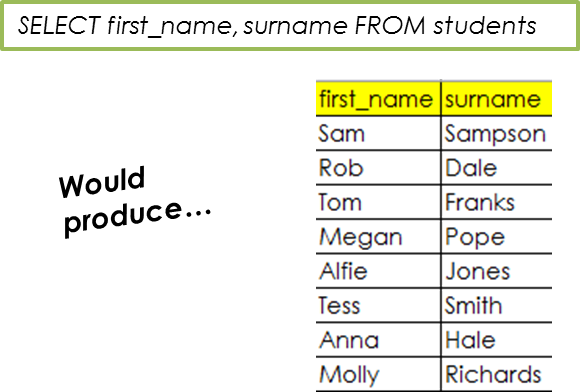 SELECT first_name, surname FROM students
Would
produce...
first_name surname
Sam Sampson
Rob Dale
Tom Franks
Megan Pope
Alfie Jones
Tess Smith
Anna Hale
Molly Richards